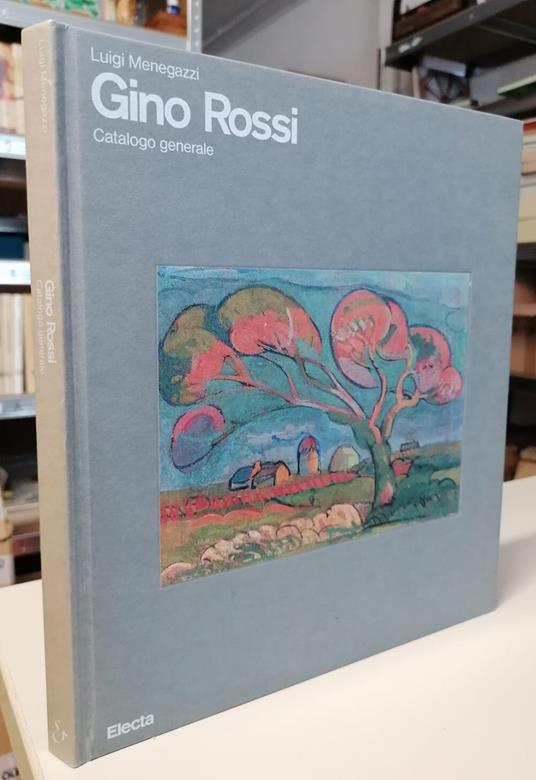 Luigi Menegazzi
Gino Rossi
Catalogo generale
Electa
Luigi Menegazzi
Gino Rossi
Catalogo generale